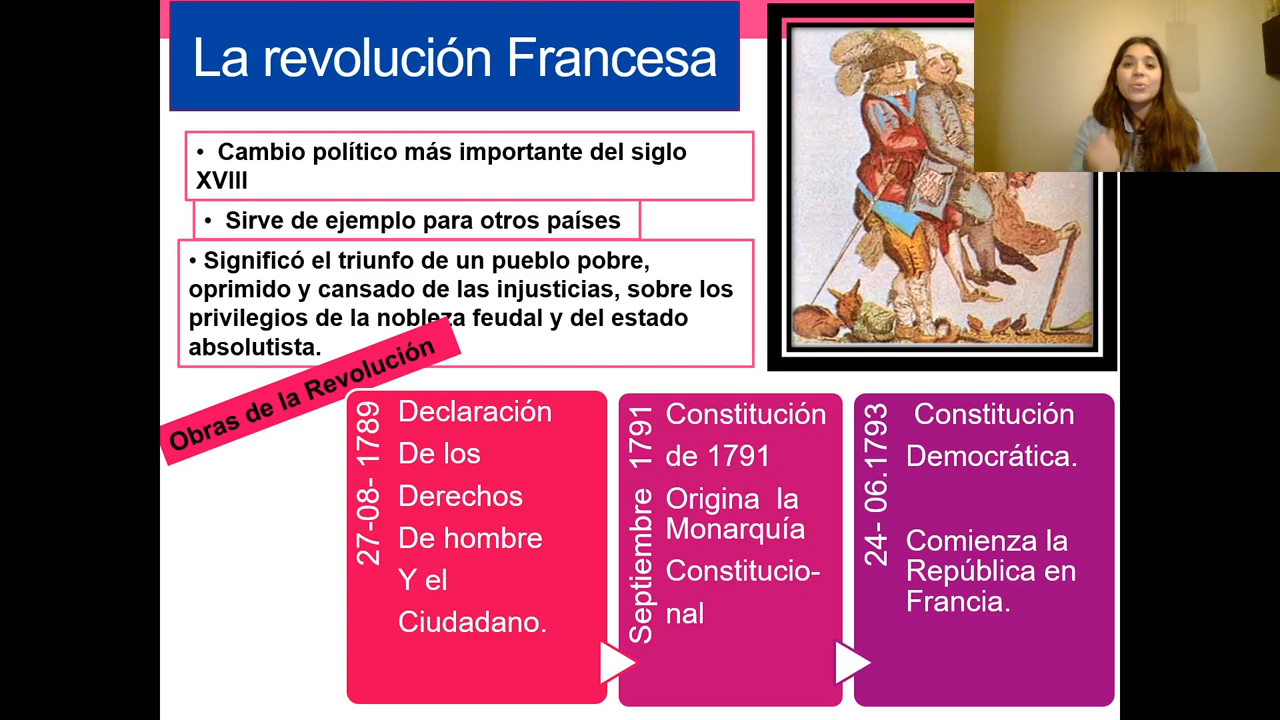 La revolución Francesa
• Cambio político más importante del siglo
XVIII
• Sirve de ejemplo para otros países
• Significó el triunfo de un pueblo pobre,
oprimido y cansado de las injusticias, sobre los
privilegios de la nobleza feudal y del estado
absolutista.
Obras de la Revolución
27-08- 1789
Declaración
De los
Derechos
De hombre
Y el
Ciudadano.
Septiembre 1791
Constitución
de 1791
Origina la
Monarquía
Constitucio-
nal
24- 06.1793
Constitución
Democrática.
Comienza la
República en
Francia.